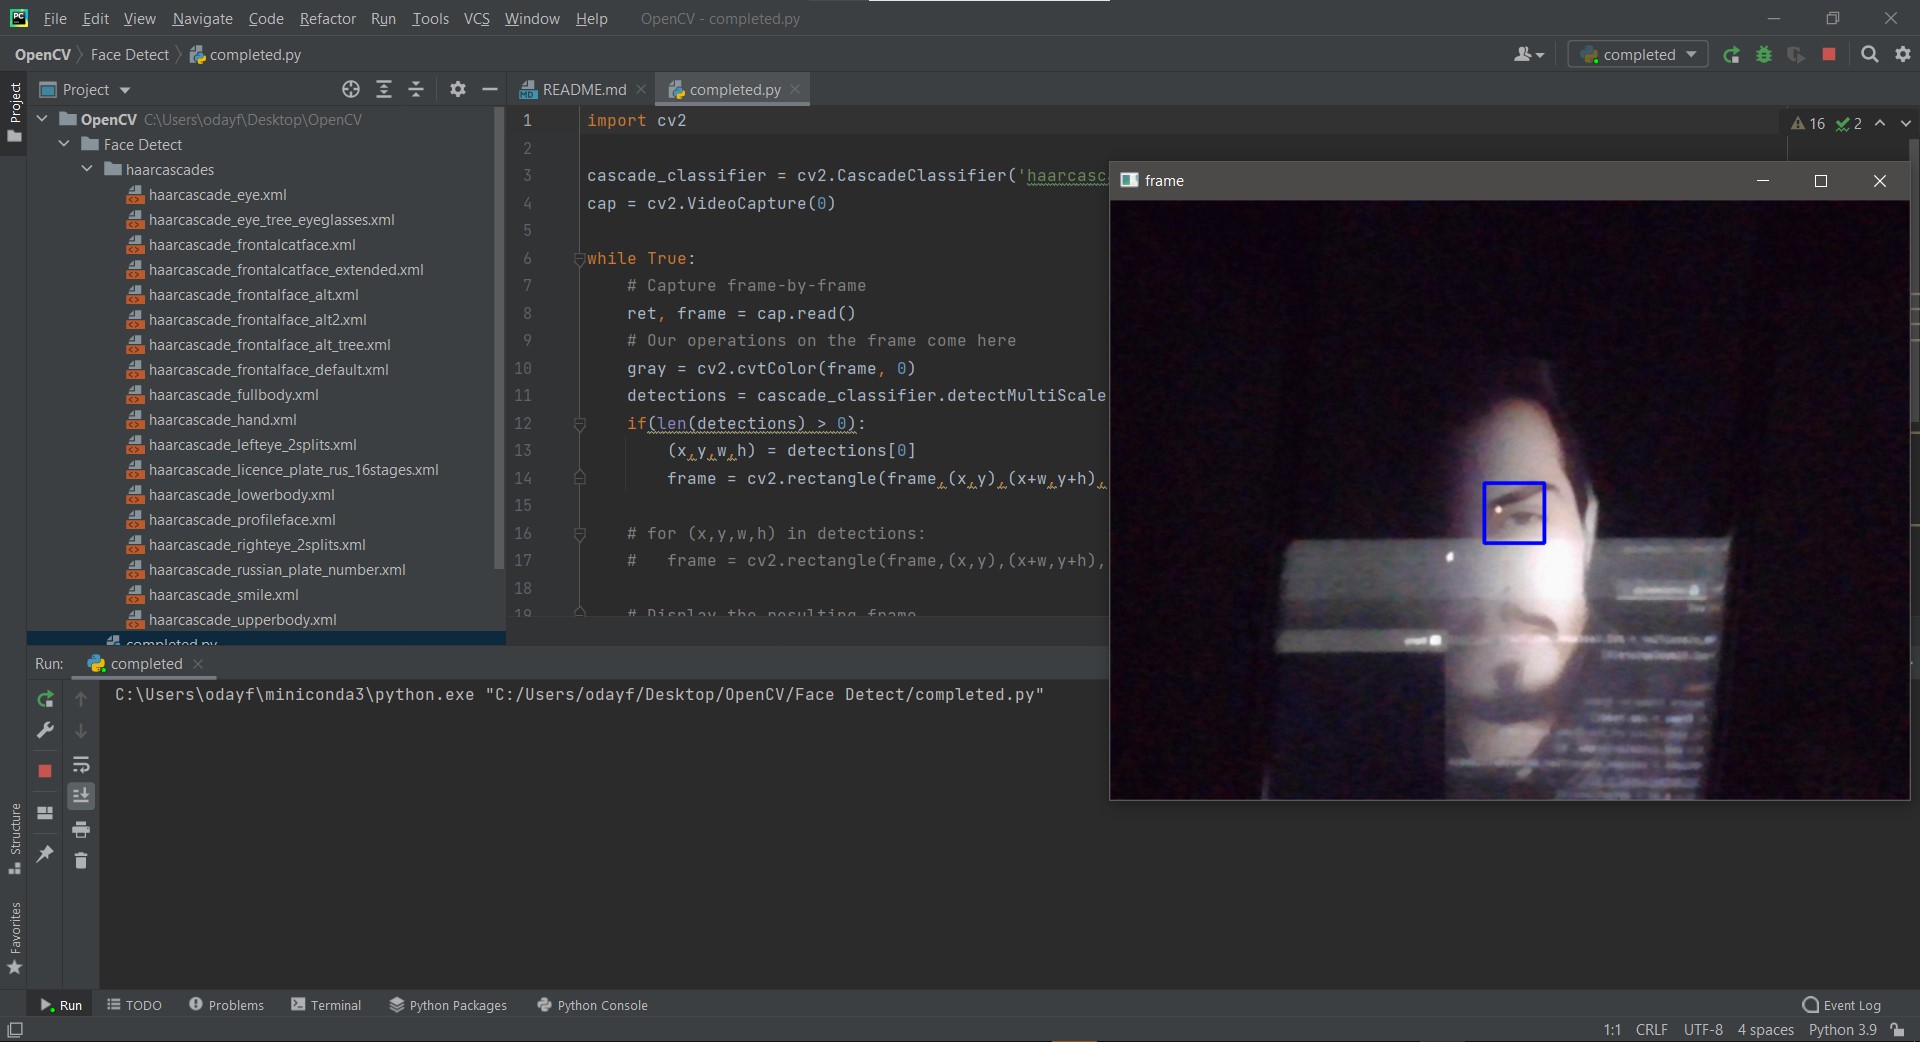 File Edit View Navigate Code Refactor Run Tools VCS Window Help OpenCV - completed.py
OpenCV Face Detect completed.py completed
Project README.md completed.py
Project
OpenCV C:\Users\odayf\Desktop\OpenCV
Face Detect
haarcascades
haarcascade_eye.xml
haarcascade_eye_tree_eyeglasses.xml
haarcascade_frontalcatface.xml
haarcascade_frontalcatface_extended.xml
haarcascade_frontalface_alt.xml
haarcascade_frontalface_alt2.xml
haarcascade_frontalface_alt_tree.xml
haarcascade_frontalface_default.xml
haarcascade_fullbody.xml
haarcascade_hand.xml
haarcascade_lefteye_2splits.xml
haarcascade_licence_plate_rus_16stages.xml
haarcascade_lowerbody.xml
haarcascade_profileface.xml
haarcascade_righteye_2splits.xml
haarcascade_russian_plate_number.xml
haarcascade_smile.xml
haarcascade_upperbody.xml
completed.py
1 import cv2
2
3 cascade_classifier = cv2.CascadeClassifier('haarcasc
4 cap = cv2.VideoCapture(0)
5
6 while True:
7 # Capture frame-by-frame
8 ret, frame = cap.read()
9 # Our operations on the frame come here
10 gray = cv2.cvtColor(frame, 0)
11 detections = cascade_classifier.detectMultiScale
12 if(len(detections) > 0):
13 (x,y,w,h) = detections[0]
14 frame = cv2.rectangle(frame,(x,y),(x+w,y+h),
15
16 # for (x,y,w,h) in detections:
17 # frame = cv2.rectangle(frame,(x,y),(x+w,y+h),
18
19 # Display the resulting frame
16 2
frame
Run: completed
C:\Users\odayf\miniconda3\python.exe "C:/Users/odayf/Desktop/OpenCV/Face Detect/completed.py"
Structure
Favorites
Run TODO Problems Terminal Python Packages Python Console Event Log
1:1 CRLF UTF-8 4 spaces Python 3.9